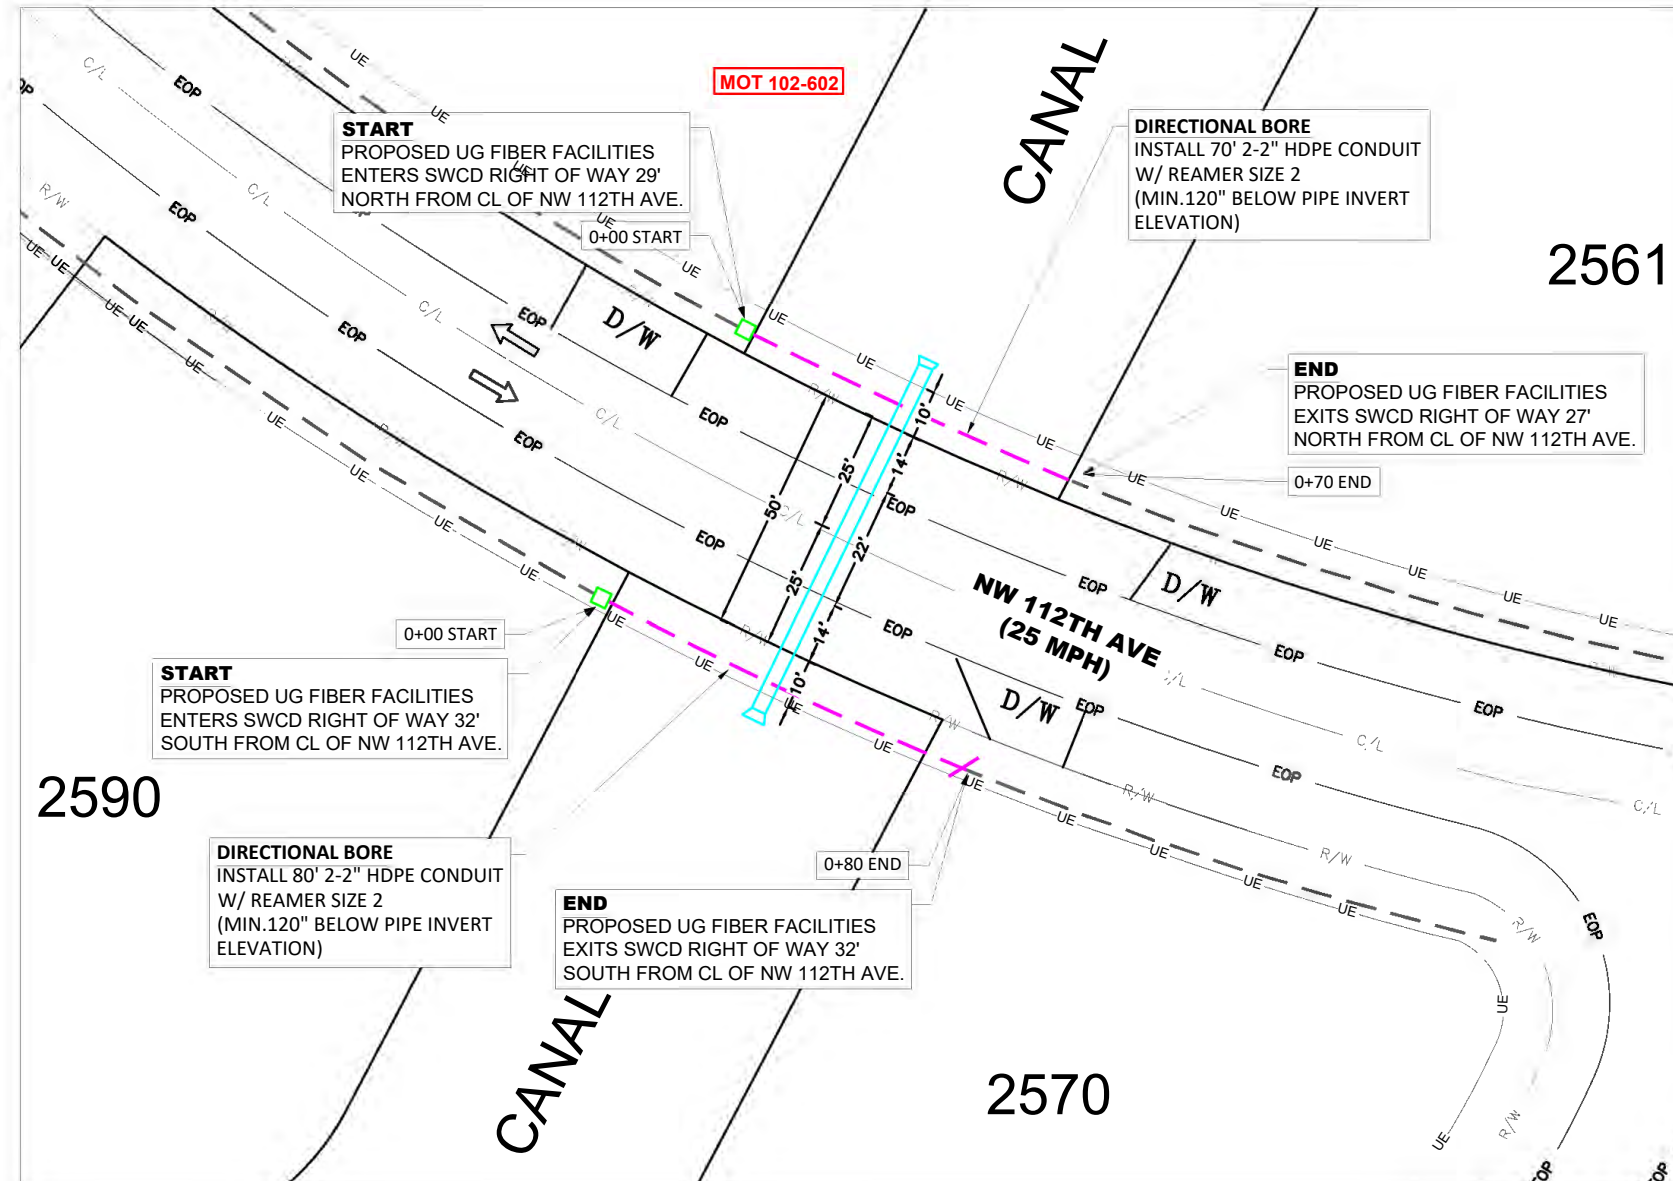 MOT 102-602
CANAL
START
PROPOSED UG FIBER FACILITIES
ENTERS SWCD RIGHT OF WAY 29'
NORTH FROM CL OF NW 112TH AVE.
0+00 START
DIRECTIONAL BORE
INSTALL 70' 2-2" HDPE CONDUIT
W/ REAMER SIZE 2
(MIN.120" BELOW PIPE INVERT
ELEVATION)
2561
END
PROPOSED UG FIBER FACILITIES
EXITS SWCD RIGHT OF WAY 27'
NORTH FROM CL OF NW 112TH AVE.
0+70 END
C/L
EOP
UE
R/W
D/W
10'
14'
25'
50'
22'
25'
14'
10'
NW 112TH AVE
(25 MPH)
D/W
D/W
0+00 START
START
PROPOSED UG FIBER FACILITIES
ENTERS SWCD RIGHT OF WAY 32'
SOUTH FROM CL OF NW 112TH AVE.
2590
DIRECTIONAL BORE
INSTALL 80' 2-2" HDPE CONDUIT
W/ REAMER SIZE 2
(MIN.120" BELOW PIPE INVERT
ELEVATION)
0+80 END
END
PROPOSED UG FIBER FACILITIES
EXITS SWCD RIGHT OF WAY 32'
SOUTH FROM CL OF NW 112TH AVE.
CANAL
2570